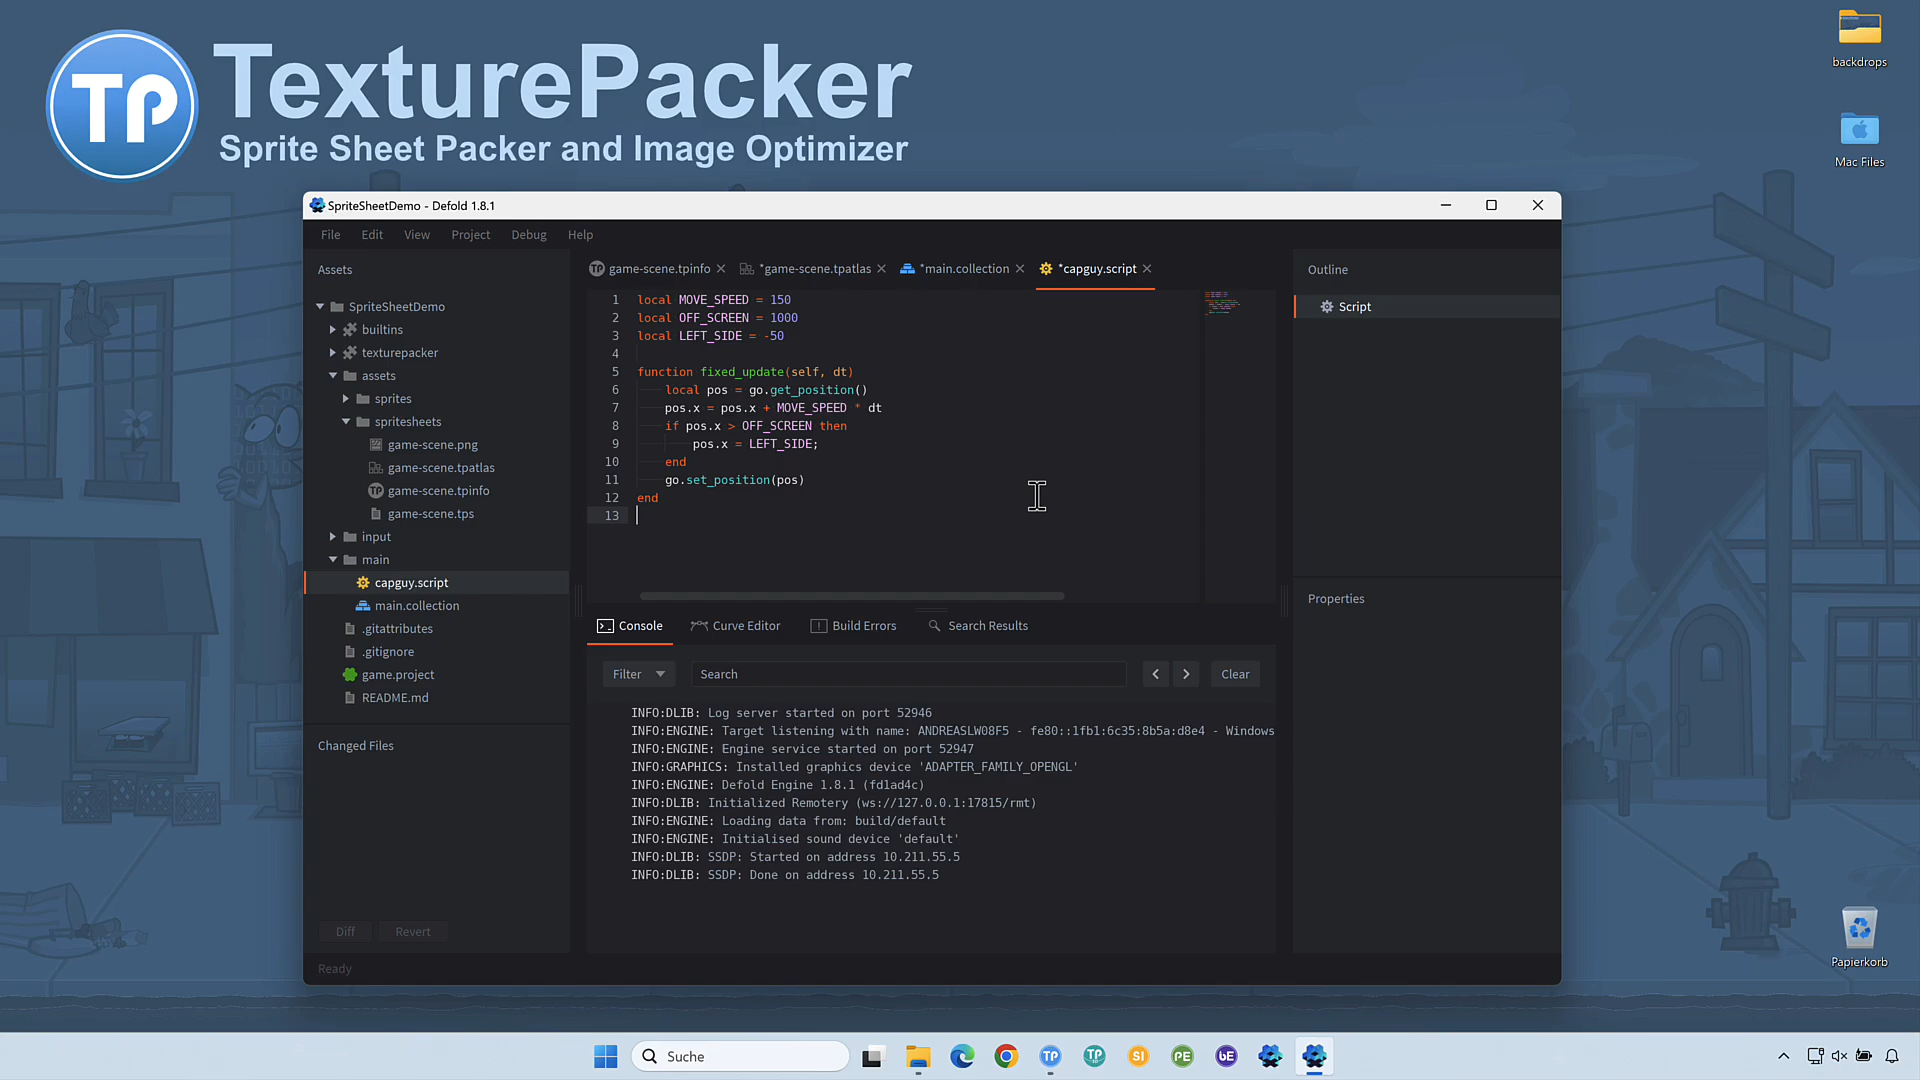 TP TexturePacker
Sprite Sheet Packer and Image Optimizer
backdrops
Mac Files
SpriteSheetDemo - Defold 1.8.1
File Edit View Project Debug Help
Assets
SpriteSheetDemo
builtins
texturepacker
assets
sprites
spritesheets
game-scene.png
game-scene.tpatlas
game-scene.tpinfo
game-scene.tps
input
main
capguy.script
main.collection
.gitattributes
.gitignore
game.project
README.md
Changed Files
Diff Revert
Ready
game-scene.tpinfo *game-scene.tpatlas *main.collection *capguy.script
1 local MOVE_SPEED = 150
2 local OFF_SCREEN = 1000
3 local LEFT_SIDE = -50
4
5 function fixed_update(self, dt)
6 local pos = go.get_position()
7 pos.x = pos.x + MOVE_SPEED * dt
8 if pos.x > OFF_SCREEN then
9 pos.x = LEFT_SIDE;
10 end
11 go.set_position(pos)
12 end
13
Console Curve Editor Build Errors Search Results
Filter Search Clear
INFO:DLIB: Log server started on port 52946
INFO:ENGINE: Target listening with name: ANDREASLW08F5 - fe80::1fb1:6c35:8b5a:d8e4 - Windows
INFO:ENGINE: Engine service started on port 52947
INFO:GRAPHICS: Installed graphics device 'ADAPTER_FAMILY_OPENGL'
INFO:ENGINE: Defold Engine 1.8.1 (fd1ad4c)
INFO:DLIB: Initialized Remotery (ws://127.0.0.1:17815/rmt)
INFO:ENGINE: Loading data from: build/default
INFO:ENGINE: Initialised sound device 'default'
INFO:DLIB: SSDP: Started on address 10.211.55.5
INFO:DLIB: SSDP: Done on address 10.211.55.5
Outline
Script
Properties
Papierkorb
Suche
TP TP SI PE bE